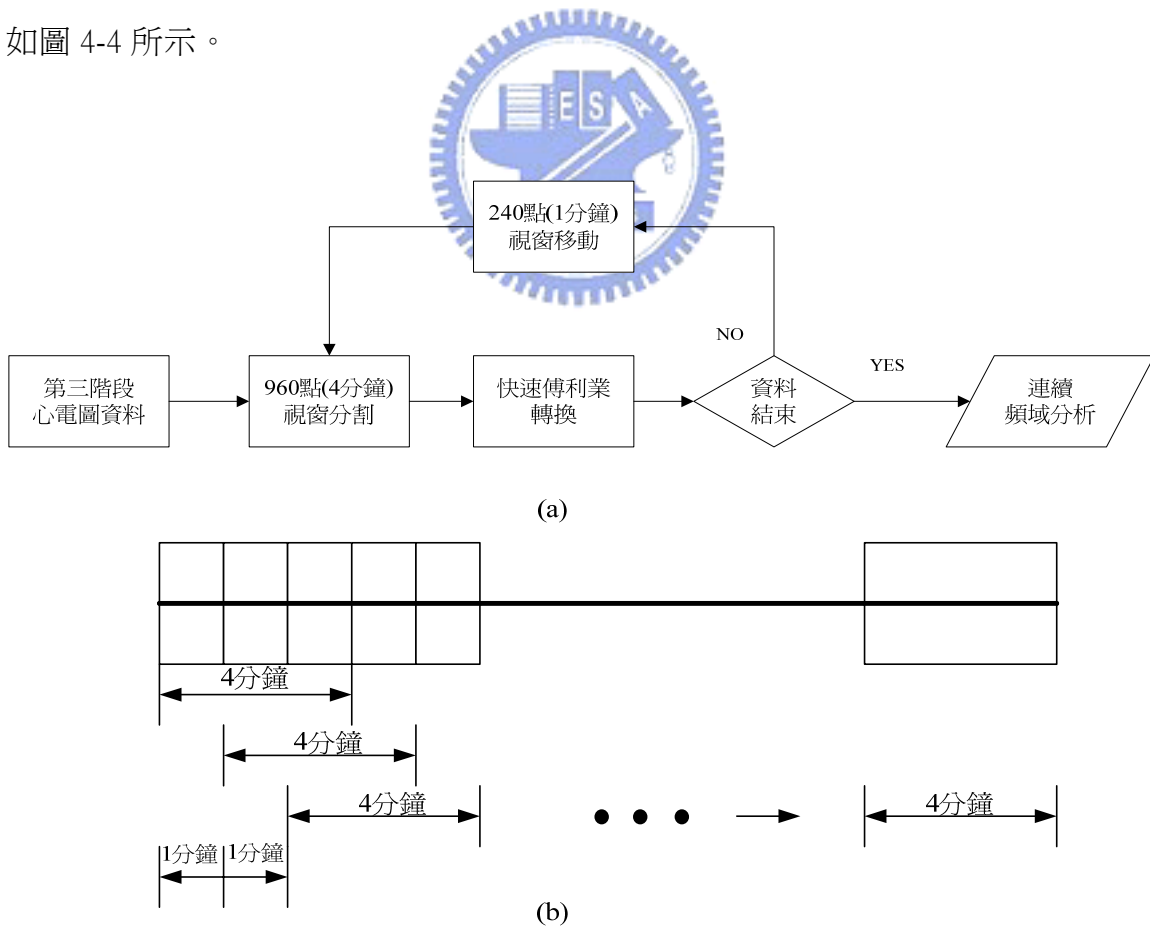 如圖 4-4 所示。
E S A
240點(1分鐘)
視窗移動
NO
YES
第三階段
心電圖資料
960點(4分鐘)
視窗分割
快速傅利業
轉換
資料
結束
連續
頻域分析
(a)
4分鐘
4分鐘
4分鐘
4分鐘
1分鐘 1分鐘
(b)